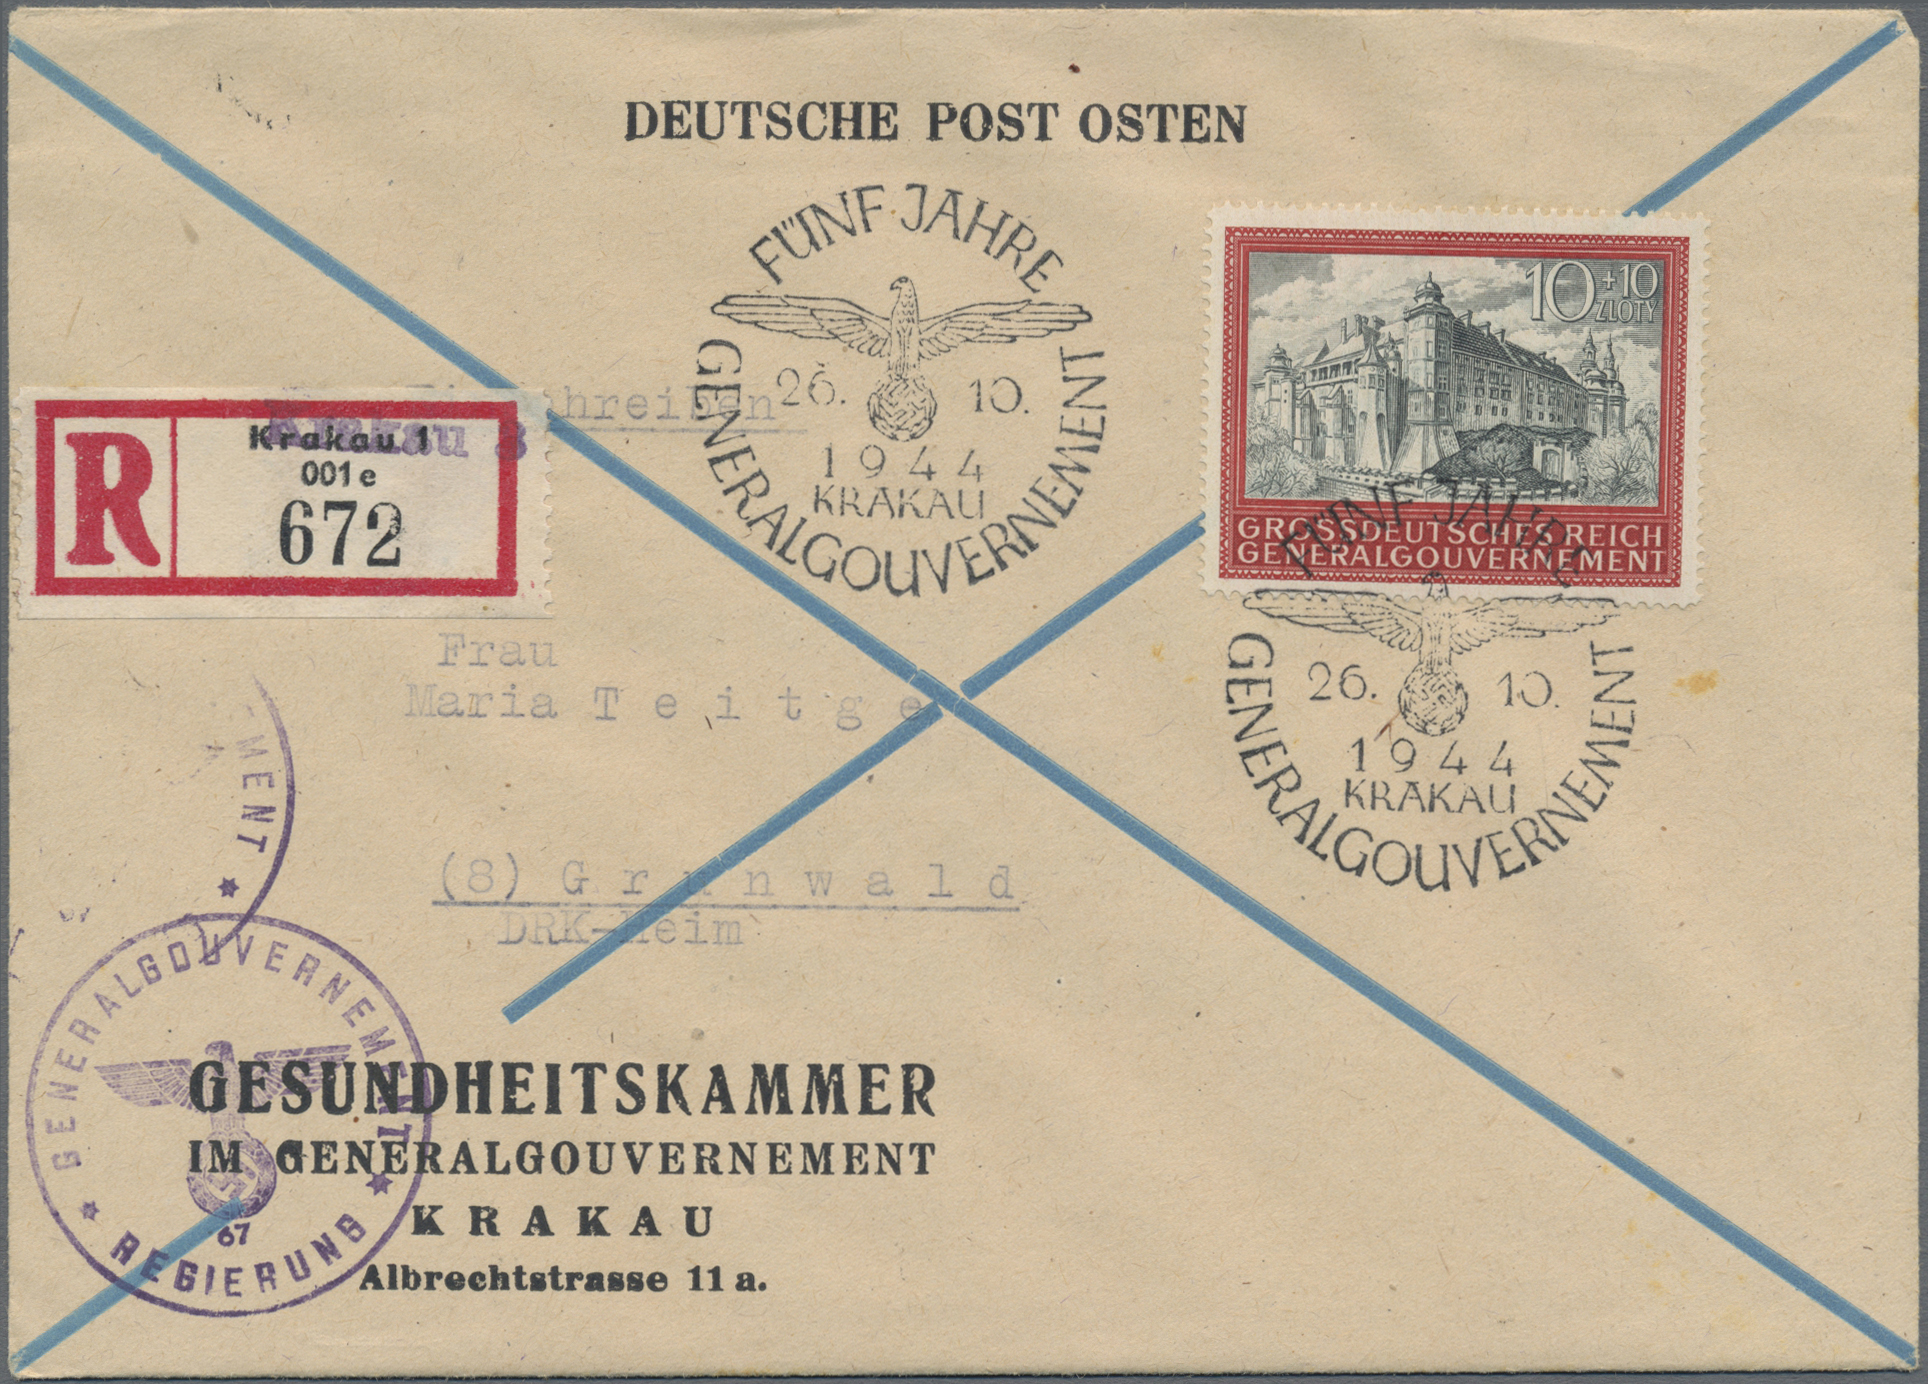 DEUTSCHE POST OSTEN
FÜNF JAHRE
GENERALGOUVERNEMENT
26. 10.
1944
KRAKAU
10+10
ZLOTY
GROSSDEUTSCHES REICH
GENERALGOUVERNEMENT
FÜNF JAHRE
GENERALGOUVERNEMENT
26. 10.
1944
KRAKAU
R
Krakau 1
001 e
672
Frau
Maria Teitge
(8) Grunwald
DRK-Heim
MENT
GENERALGOUVERNEMENT
67
REGIERUNG
GESUNDHEITSKAMMER
IM GENERALGOUVERNEMENT
KRAKAU
Albrechtstrasse 11 a.